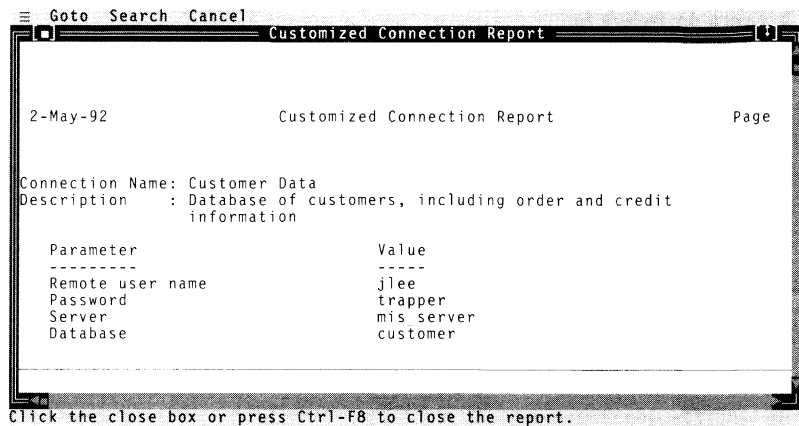 ≡ Goto Search Cancel
Customized Connection Report
2-May-92 Customized Connection Report Page
Connection Name: Customer Data
Description : Database of customers, including order and credit
information
Parameter Value
--------- -----
Remote user name jlee
Password trapper
Server mis_server
Database customer
Click the close box or press Ctrl-F8 to close the report.